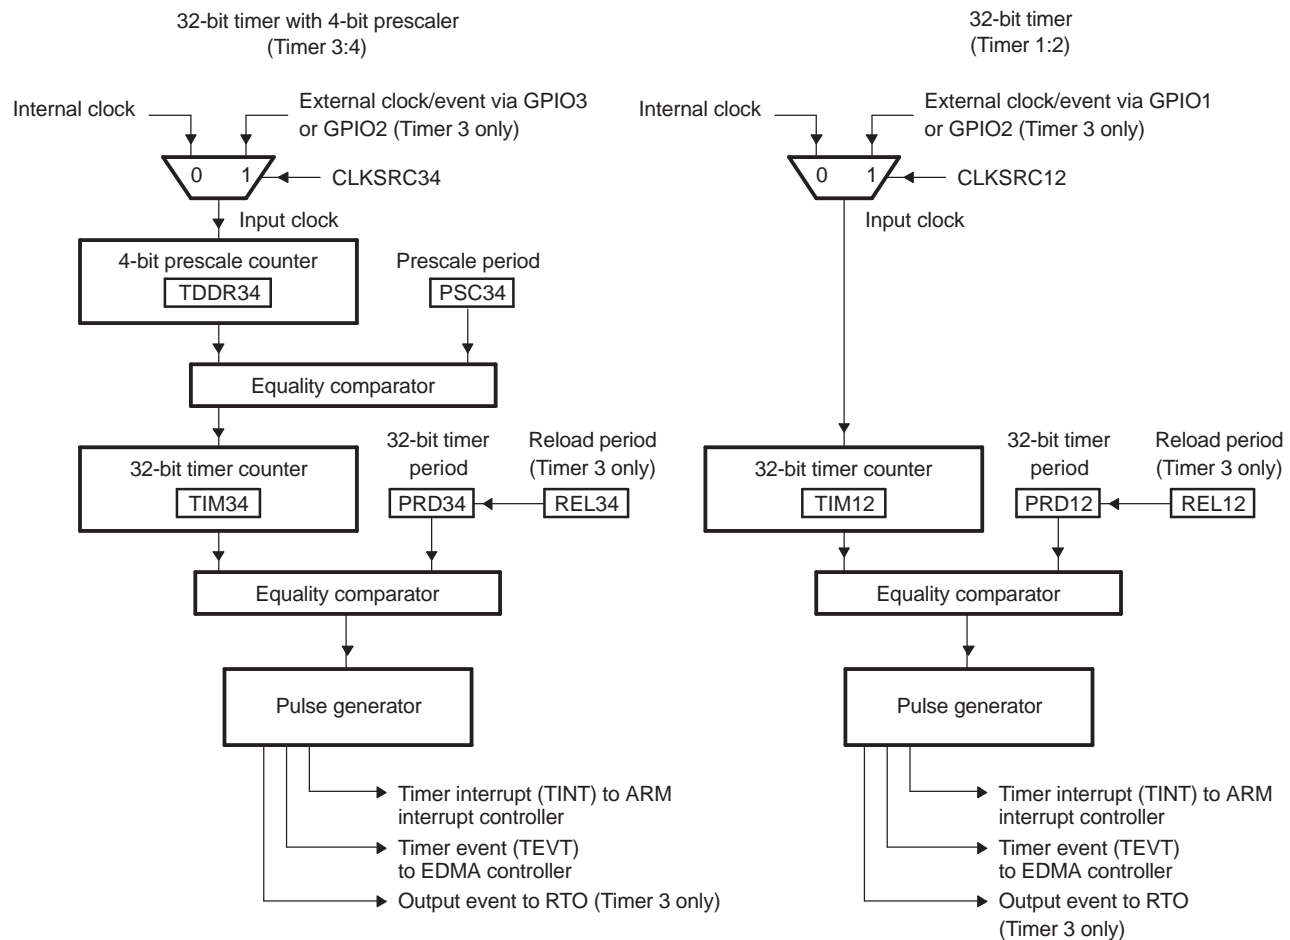 32-bit timer with 4-bit prescaler
(Timer 3:4)
Internal clock
External clock/event via GPIO3
or GPIO2 (Timer 3 only)
0
1
CLKSRC34
Input clock
4-bit prescale counter
TDDR34
Prescale period
PSC34
Equality comparator
32-bit timer counter
TIM34
32-bit timer
period
PRD34
Reload period
(Timer 3 only)
REL34
Equality comparator
Pulse generator
Timer interrupt (TINT) to ARM
interrupt controller
Timer event (TEVT)
to EDMA controller
Output event to RTO (Timer 3 only)
32-bit timer
(Timer 1:2)
Internal clock
External clock/event via GPIO1
or GPIO2 (Timer 3 only)
0
1
CLKSRC12
Input clock
32-bit timer counter
TIM12
32-bit timer
period
PRD12
Reload period
(Timer 3 only)
REL12
Equality comparator
Pulse generator
Timer interrupt (TINT) to ARM
interrupt controller
Timer event (TEVT)
to EDMA controller
Output event to RTO
(Timer 3 only)